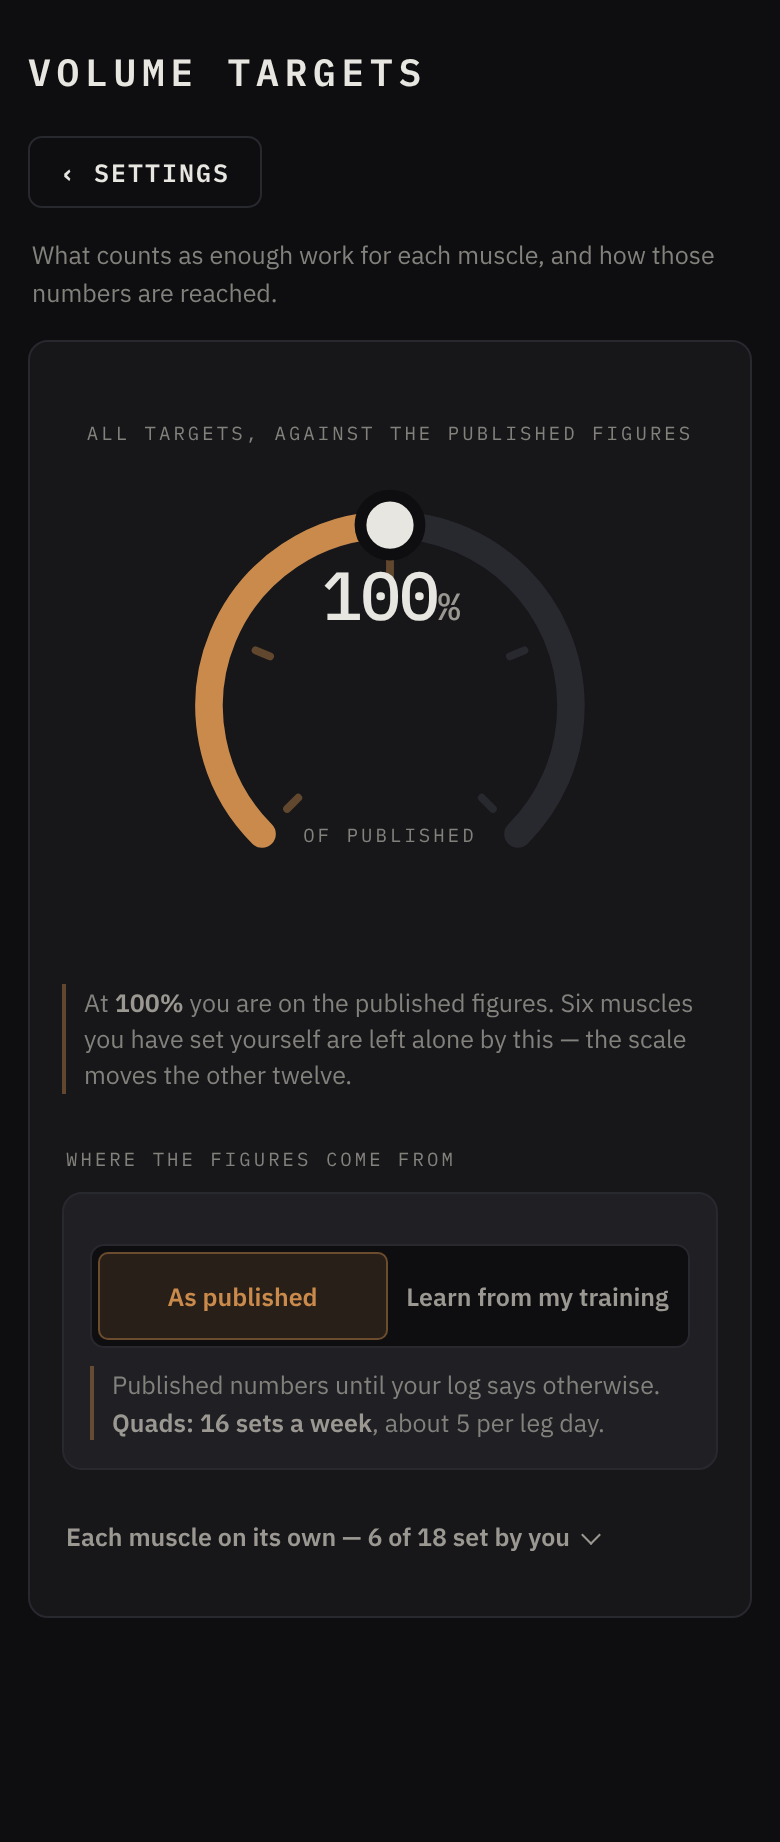 VOLUME TARGETS
‹ SETTINGS
What counts as enough work for each muscle, and how those
numbers are reached.
ALL TARGETS, AGAINST THE PUBLISHED FIGURES
100%
OF PUBLISHED
At 100% you are on the published figures. Six muscles
you have set yourself are left alone by this — the scale
moves the other twelve.
WHERE THE FIGURES COME FROM
As published
Learn from my training
Published numbers until your log says otherwise.
Quads: 16 sets a week, about 5 per leg day.
Each muscle on its own — 6 of 18 set by you